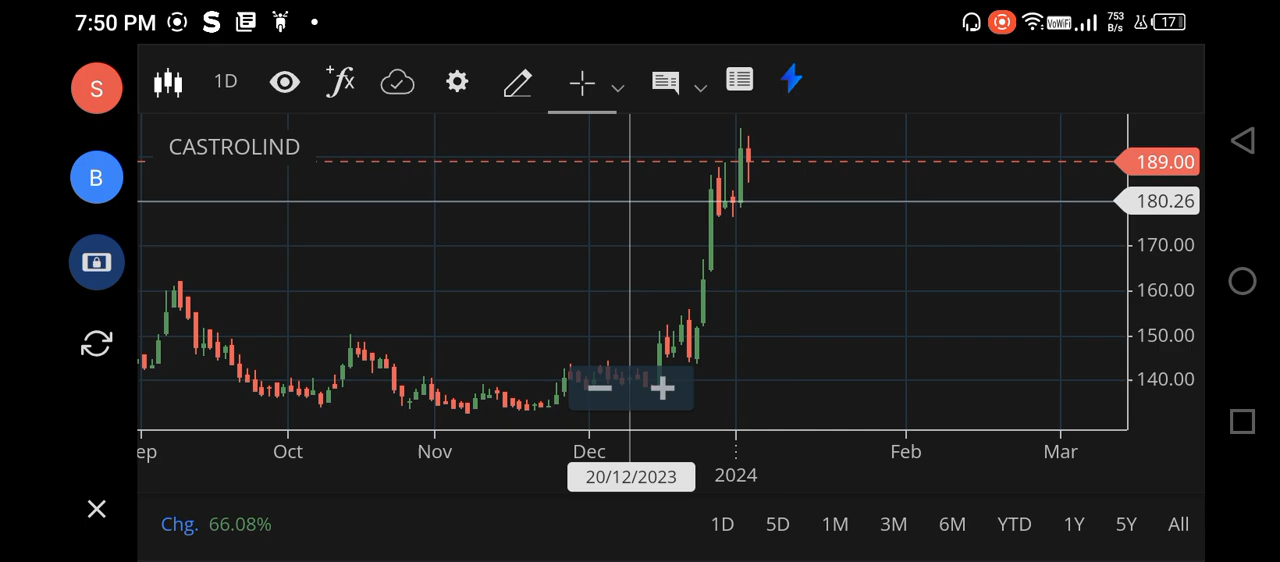 7:50 PM S VoWiFi 753 B/s 17
S 1D +fx
CASTROLIND
189.00
B
180.26
170.00
160.00
150.00
140.00
ep Oct Nov Dec Feb Mar
20/12/2023 2024
Chg. 66.08% 1D 5D 1M 3M 6M YTD 1Y 5Y All